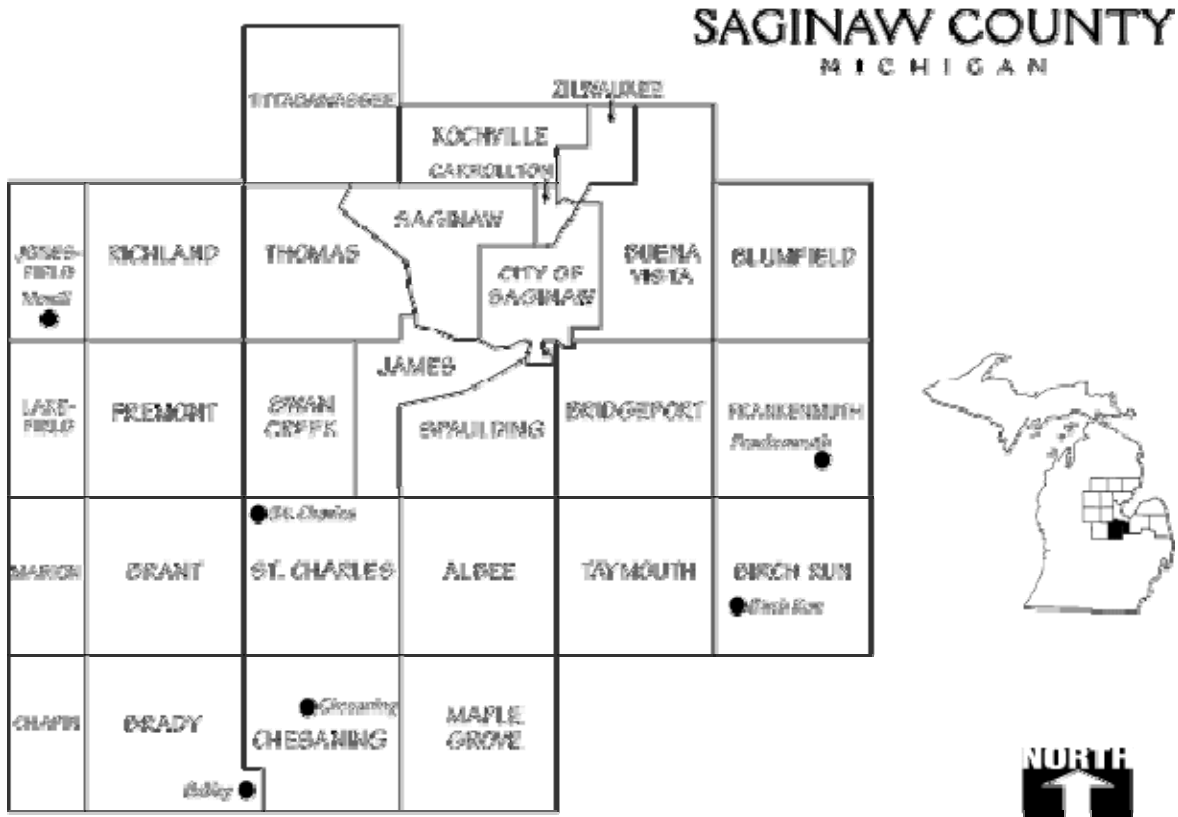 SAGINAW COUNTY
MICHIGAN
ZILWAUKEE
TITTABAWASSEE
KOCHVILLE
CARROLLTON
SAGINAW
JONES-
FIELD
Merrill
RICHLAND
THOMAS
CITY OF
SAGINAW
BUENA
VISTA
BLUMFIELD
JAMES
LAKE-
FIELD
FREMONT
SWAN
CREEK
SPAULDING
BRIDGEPORT
FRANKENMUTH
Frankenmuth
St. Charles
MARION
BRANT
ST. CHARLES
ALBEE
TAYMOUTH
BIRCH RUN
Birch Run
Chesaning
CHAPIN
BRADY
CHESANING
MAPLE
GROVE
Oakley
NORTH